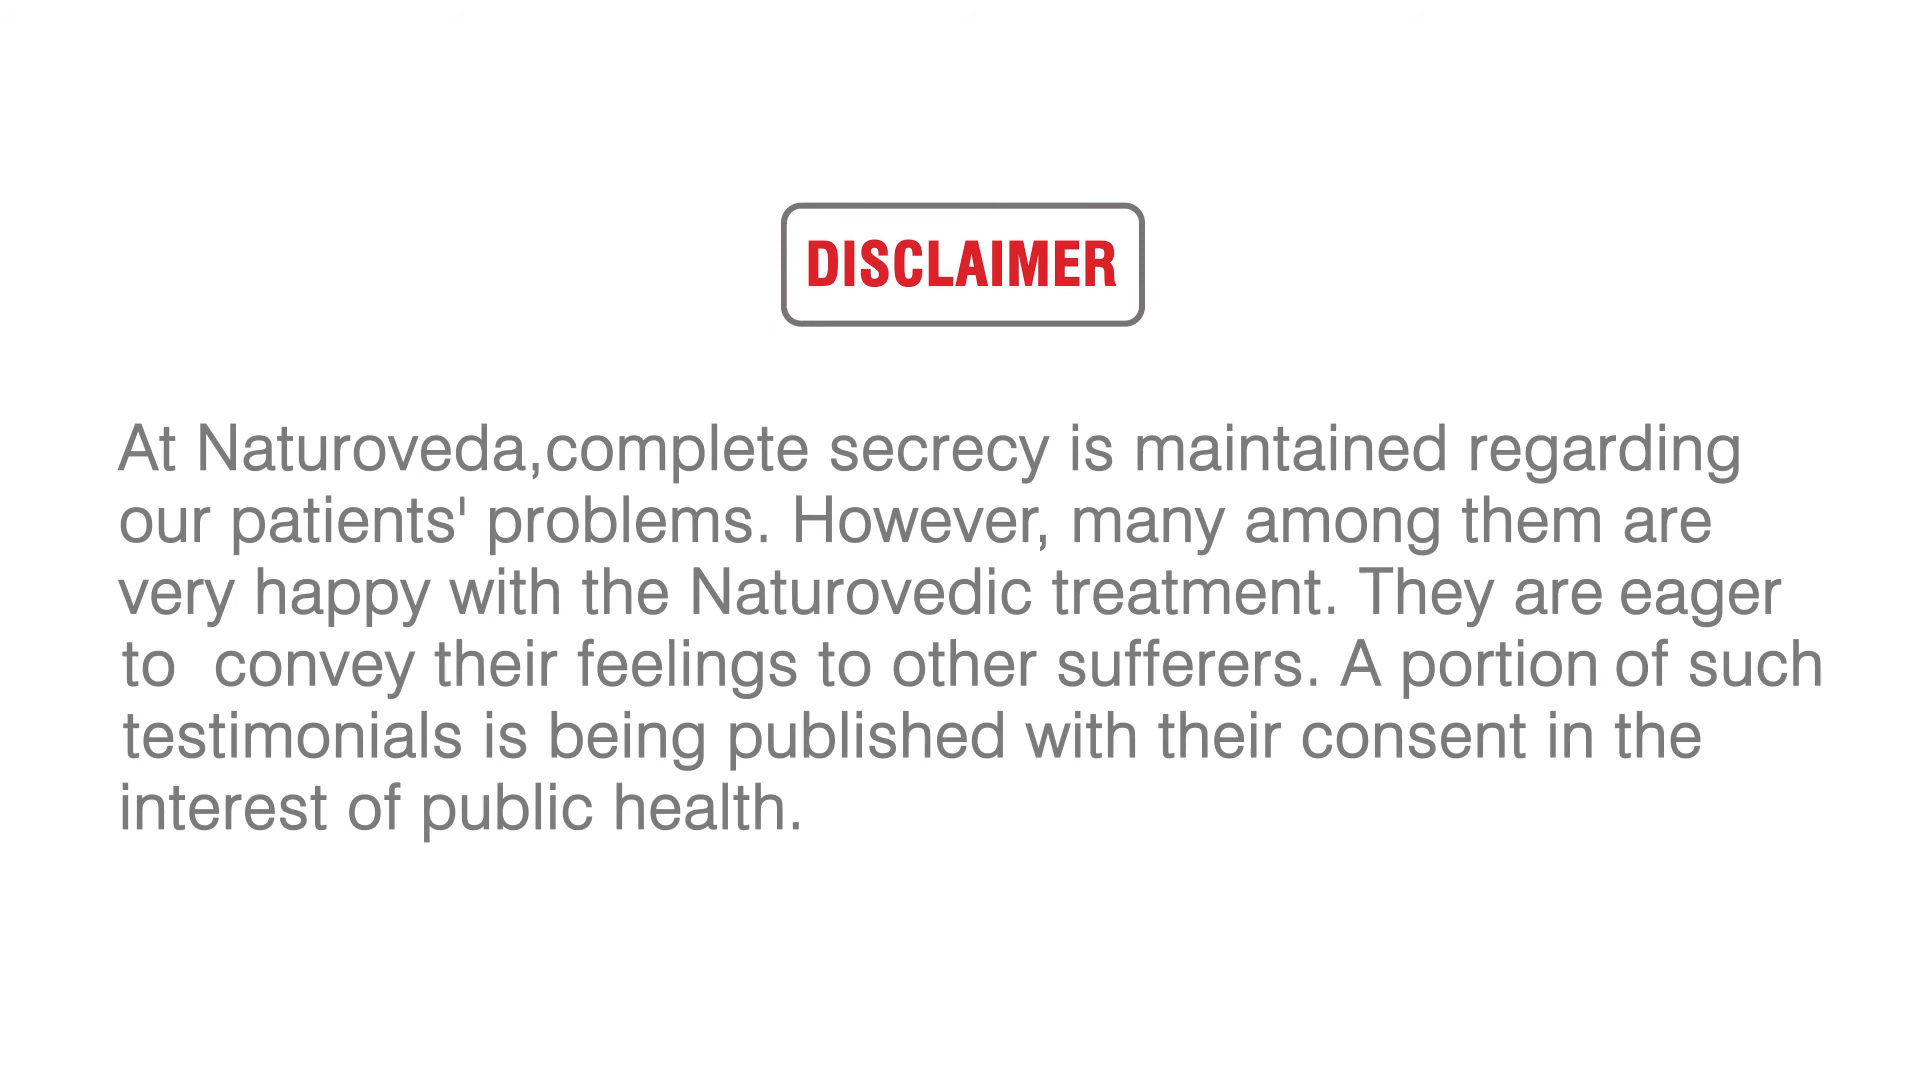 DISCLAIMER
At Naturoveda,complete secrecy is maintained regarding
our patients' problems. However, many among them are
very happy with the Naturovedic treatment. They are eager
to  convey their feelings to other sufferers. A portion of such
testimonials is being published with their consent in the
interest of public health.